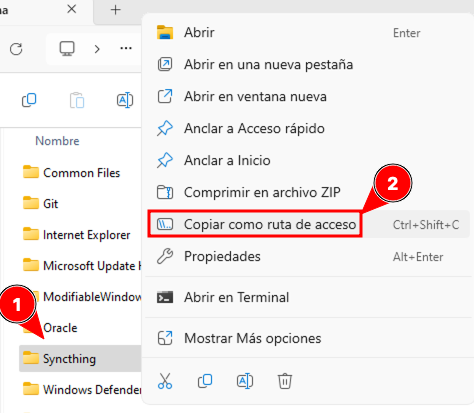 na
Nombre
Common Files
Git
Internet Explorer
Microsoft Update H
ModifiableWindow
Oracle
1
Syncthing
Windows Defender
Abrir Enter
Abrir en una nueva pestaña
Abrir en ventana nueva
Anclar a Acceso rápido
Anclar a Inicio
Comprimir en archivo ZIP
2
Copiar como ruta de acceso Ctrl+Shift+C
Propiedades Alt+Enter
Abrir en Terminal
Mostrar Más opciones